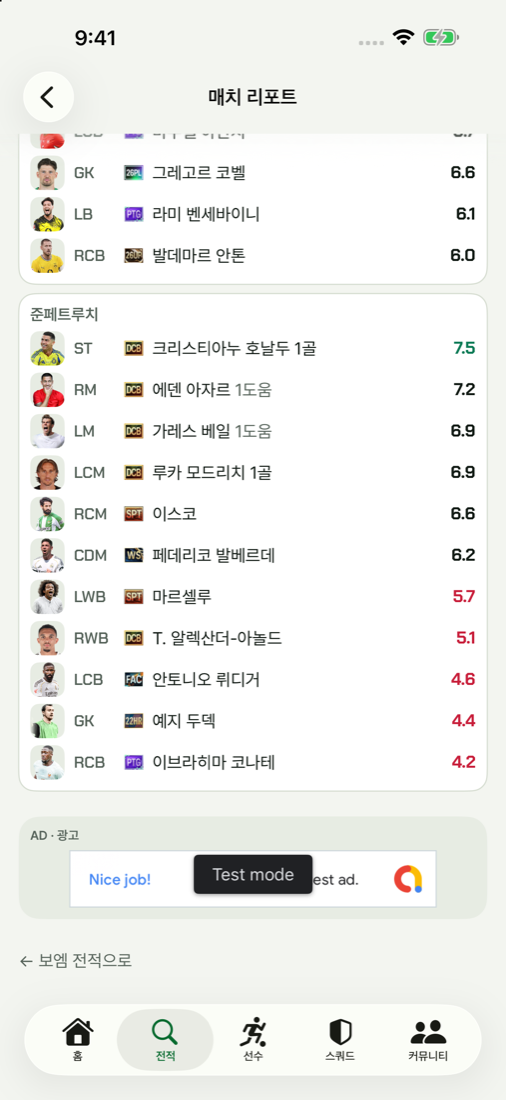 9:41
매치 리포트
GK 26PL 그레고르 코벨 6.6
LB PTG 라미 벤세바이니 6.1
RCB 발데마르 안톤 6.0
준페트루치
ST DCB 크리스티아누 호날두 1골 7.5
RM DCB 에덴 아자르 1도움 7.2
LM DCB 가레스 베일 1도움 6.9
LCM DCB 루카 모드리치 1골 6.9
RCM SPT 이스코 6.6
CDM WS 페데리코 발베르데 6.2
LWB SPT 마르셀루 5.7
RWB DCB T. 알렉산더-아놀드 5.1
LCB FAC 안토니오 뤼디거 4.6
GK 22HR 예지 두덱 4.4
RCB PTG 이브라히마 코나테 4.2
AD · 광고
Nice job! Test mode est ad.
← 보엠 전적으로
홈 전적 선수 스쿼드 커뮤니티